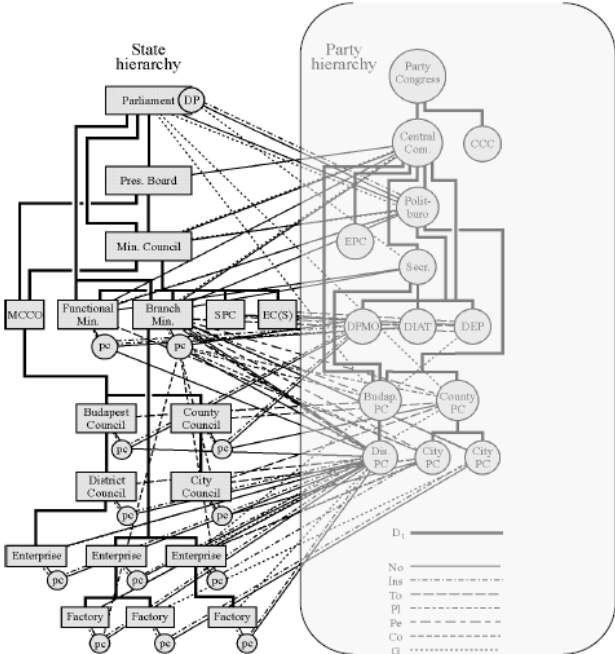 State
hierarchy
Party
hierarchy
Parliament
DP
Party
Congress
Central
Com.
CCC
Pres. Board
Polit-
buro
Min. Council
EPC
Secr.
MCCO
Functional
Min.
Branch
Min.
SPC
EC(S)
DPMO
DIAT
DEP
pc
pc
Budapest
Council
County
Council
Budap.
PC
County
PC
pc
pc
Dis.
PC
City
PC
City
PC
District
Council
City
Council
pc
pc
D1
Enterprise
Enterprise
Enterprise
pc
pc
pc
No
Ins
To
Pl
Pe
Co
G
Factory
Factory
Factory
pc
pc
pc